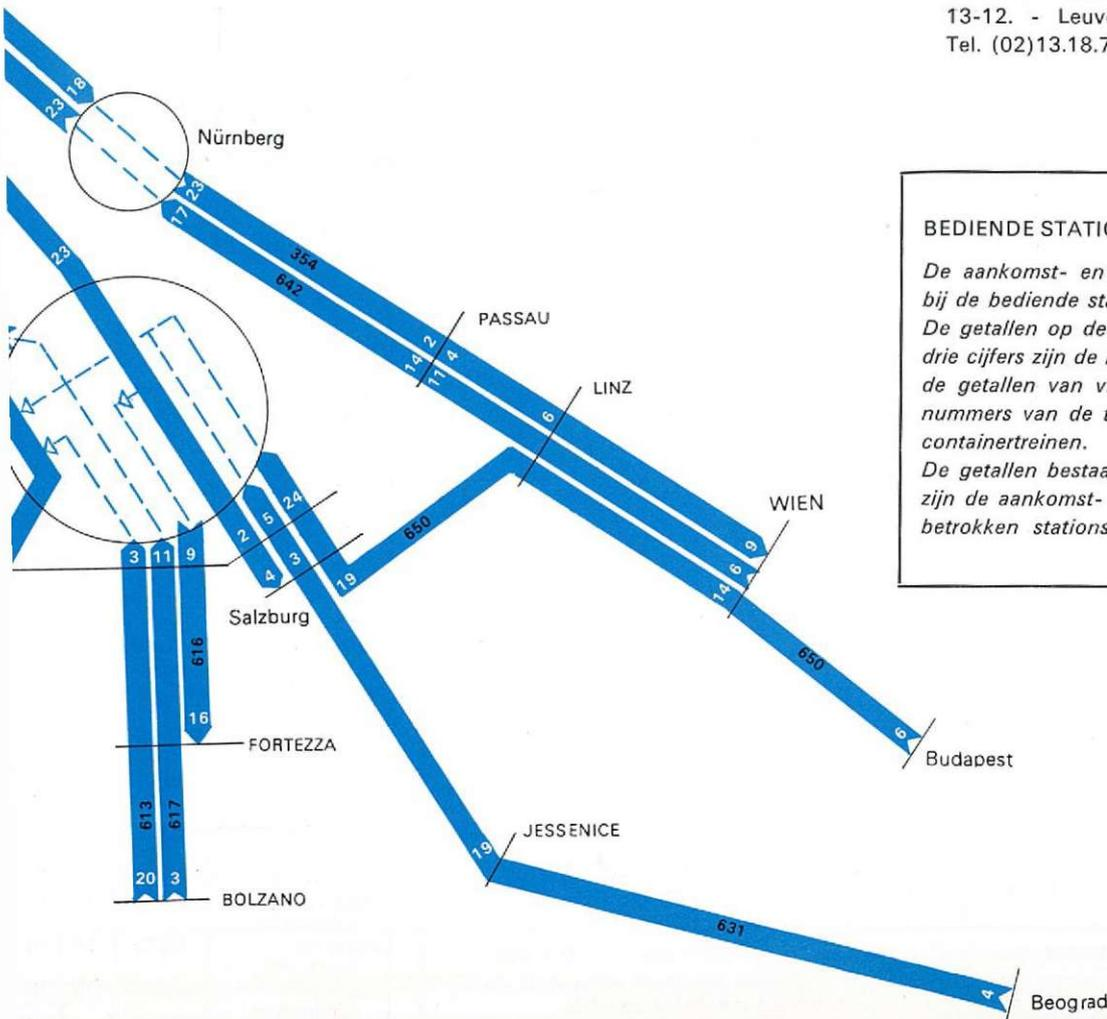 13-12. - Leuv
Tel. (02)13.18.7
18
23
Nürnberg
23
17
354
642
23
PASSAU
2
4
14
11
LINZ
6
BEDIENDE STATIO
De aankomst- en
bij de bediende sta
De getallen op de
drie cijfers zijn de
de getallen van v
nummers van de t
containertreinen.
De getallen bestaa
zijn de aankomst-
betrokken stations
WIEN
9
6
14
650
24
5
2
3
4
19
650
Salzburg
3
11
9
616
16
FORTEZZA
613
617
20
3
BOLZANO
6
Budapest
JESSENICE
19
631
4
Beograd